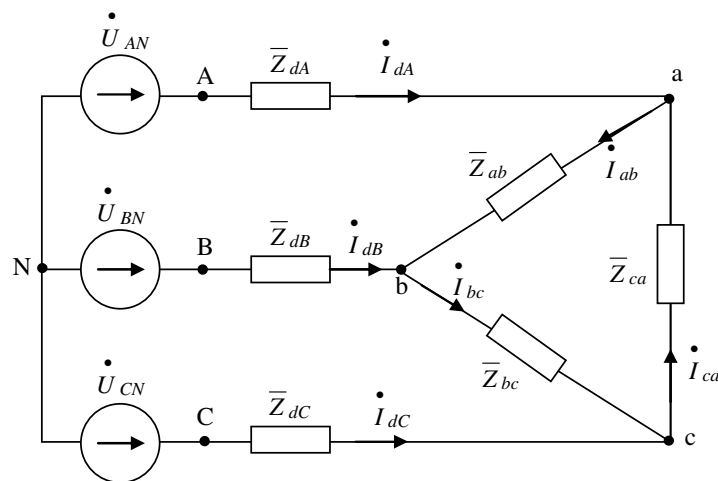 U̇ AN
A
Z̅ dA
İ dA
a
Z̅ ab
İ ab
U̇ BN
N
B
Z̅ dB
İ dB
b
İ bc
Z̅ ca
Z̅ bc
İ ca
U̇ CN
C
Z̅ dC
İ dC
c